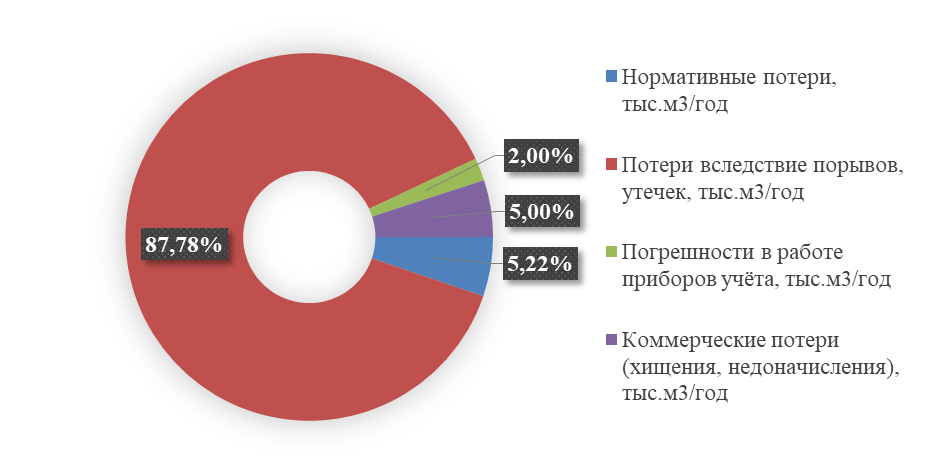 Нормативные потери,
тыс.м3/год
Потери вследствие порывов,
утечек, тыс.м3/год
Погрешности в работе
приборов учёта, тыс.м3/год
Коммерческие потери
(хищения, недоначисления),
тыс.м3/год
2,00%
5,00%
87,78%
5,22%